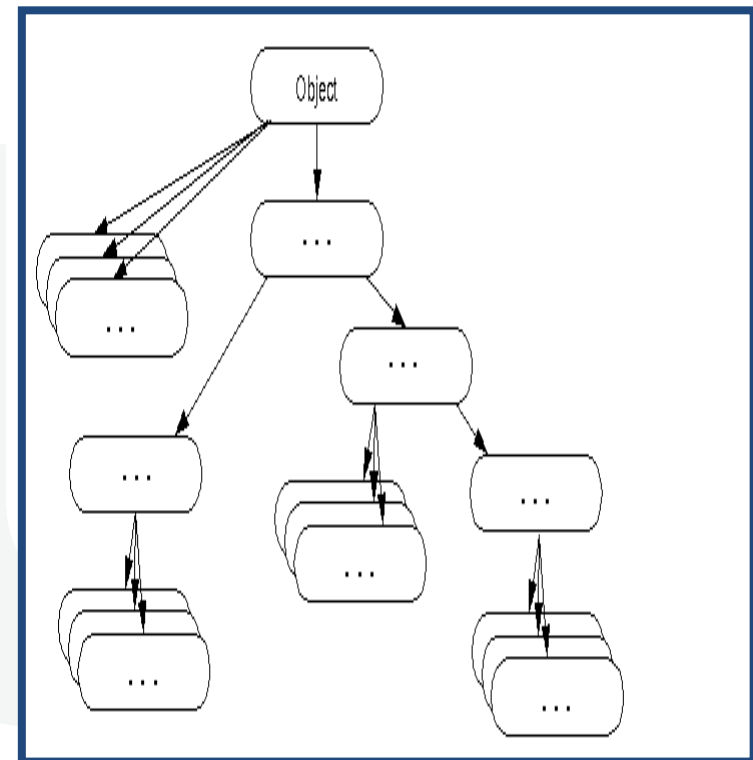 Object
. . .
. . .
. . .
. . .
. . .
. . .
. . .
. . .